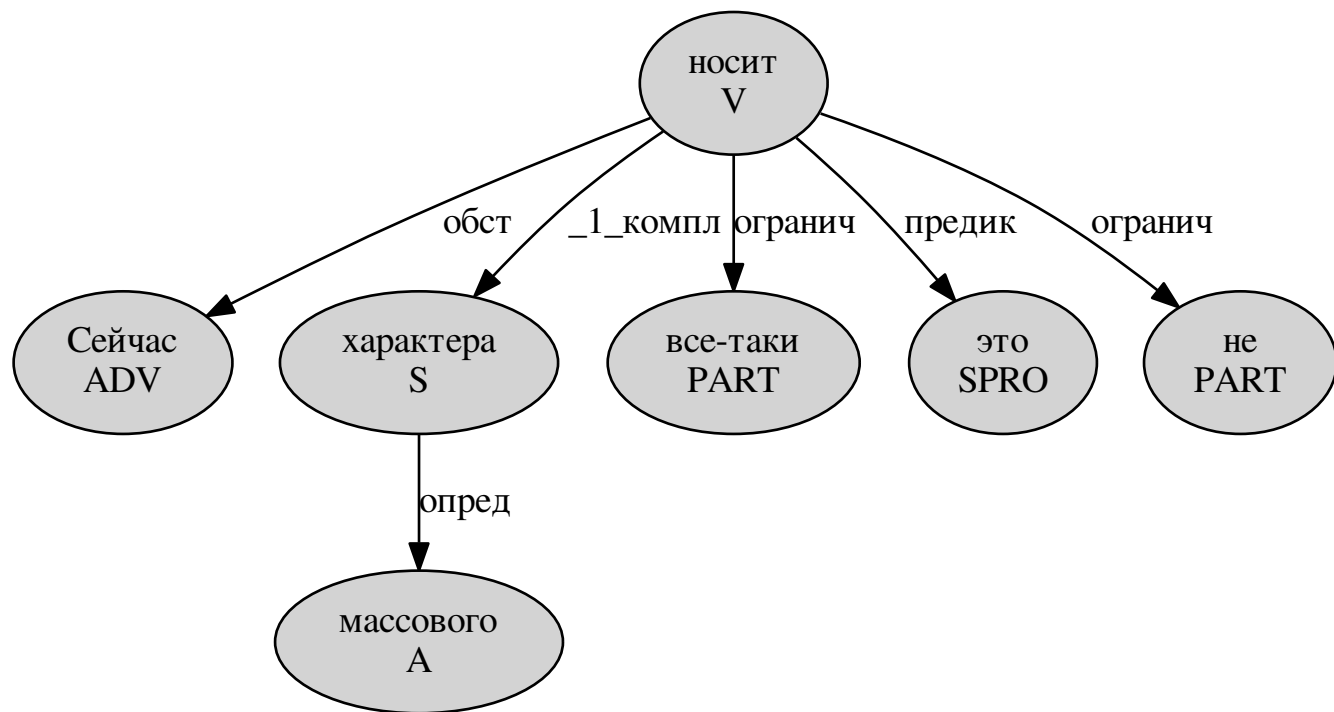 носит
V
обст
_1_компл
огранич
предик
огранич
Сейчас
ADV
характера
S
все-таки
PART
это
SPRO
не
PART
опред
массового
A